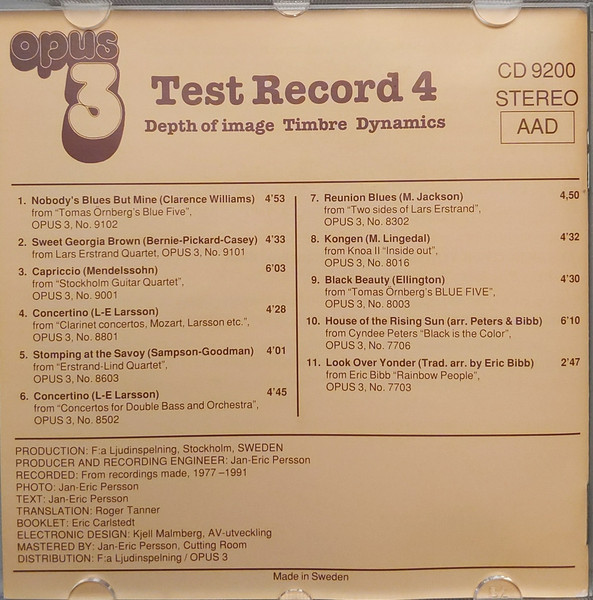 opus
3
Test Record 4
Depth of image Timbre Dynamics
CD 9200
STEREO
AAD
1. Nobody's Blues But Mine (Clarence Williams) 4'53
from "Tomas Örnberg's Blue Five",
OPUS 3, No. 9102
2. Sweet Georgia Brown (Bernie-Pickard-Casey) 4'33
from Lars Erstrand Quartet, OPUS 3, No. 9101
3. Capriccio (Mendelssohn) 6'03
from "Stockholm Guitar Quartet",
OPUS 3, No. 9001
4. Concertino (L-E Larsson) 4'28
from "Clarinet concertos, Mozart, Larsson etc.",
OPUS 3, No. 8801
5. Stomping at the Savoy (Sampson-Goodman) 4'01
from "Erstrand-Lind Quartet",
OPUS 3, No. 8603
6. Concertino (L-E Larsson) 4'45
from "Concertos for Double Bass and Orchestra",
OPUS 3, No. 8502
7. Reunion Blues (M. Jackson) 4,50
from "Two sides of Lars Erstrand",
OPUS 3, No. 8302
8. Kongen (M. Lingedal) 4'32
from Knoa II "Inside out",
OPUS 3, No. 8016
9. Black Beauty (Ellington) 4'30
from "Tomas Örnberg's BLUE FIVE",
OPUS 3, No. 8003
10. House of the Rising Sun (arr. Peters & Bibb) 6'10
from Cyndee Peters "Black is the Color",
OPUS 3, No. 7706
11. Look Over Yonder (Trad. arr. by Eric Bibb) 2'47
from Eric Bibb "Rainbow People",
OPUS 3, No. 7703
PRODUCTION: F:a Ljudinspelning, Stockholm, SWEDEN
PRODUCER AND RECORDING ENGINEER: Jan-Eric Persson
RECORDED: From recordings made, 1977–1991
PHOTO: Jan-Eric Persson
TEXT: Jan-Eric Persson
TRANSLATION: Roger Tanner
BOOKLET: Eric Carlstedt
ELECTRONIC DESIGN: Kjell Malmberg, AV-utveckling
MASTERED BY: Jan-Eric Persson, Cutting Room
DISTRIBUTION: F:a Ljudinspelning / OPUS 3
Made in Sweden